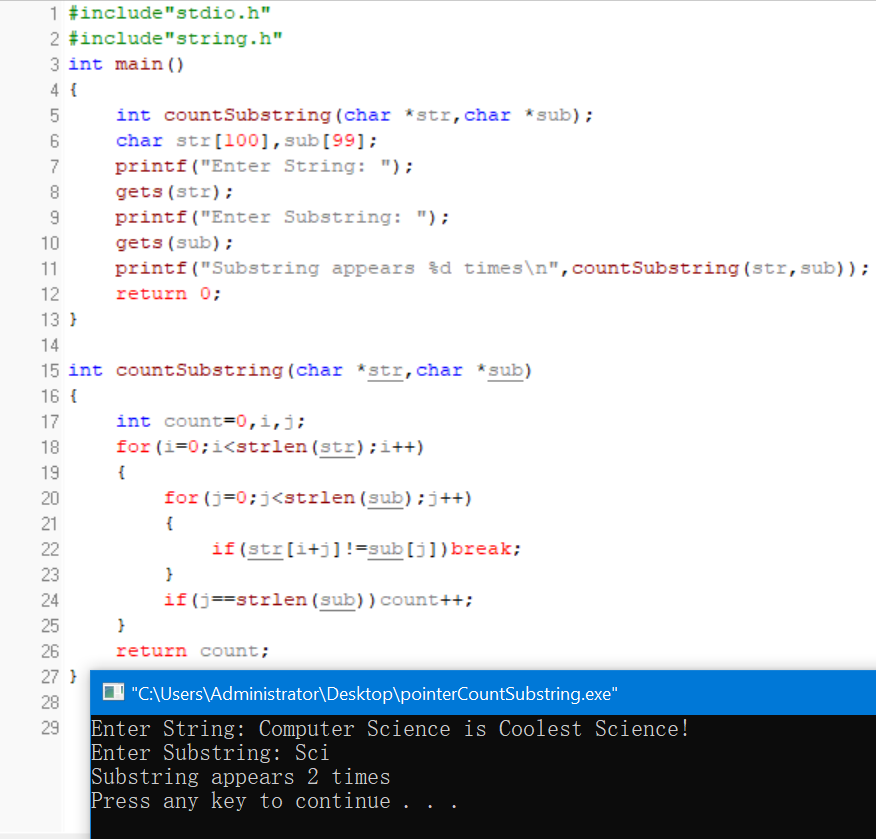 1 #include"stdio.h"
2 #include"string.h"
3 int main()
4 {
5     int countSubstring(char *str,char *sub);
6     char str[100],sub[99];
7     printf("Enter String: ");
8     gets(str);
9     printf("Enter Substring: ");
10     gets(sub);
11     printf("Substring appears %d times\n",countSubstring(str,sub));
12     return 0;
13 }
14
15 int countSubstring(char *str,char *sub)
16 {
17     int count=0,i,j;
18     for(i=0;i<strlen(str);i++)
19     {
20         for(j=0;j<strlen(sub);j++)
21         {
22             if(str[i+j]!=sub[j])break;
23         }
24         if(j==strlen(sub))count++;
25     }
26     return count;
27 }
28
29
"C:\Users\Administrator\Desktop\pointerCountSubstring.exe"
Enter String: Computer Science is Coolest Science!
Enter Substring: Sci
Substring appears 2 times
Press any key to continue . . .